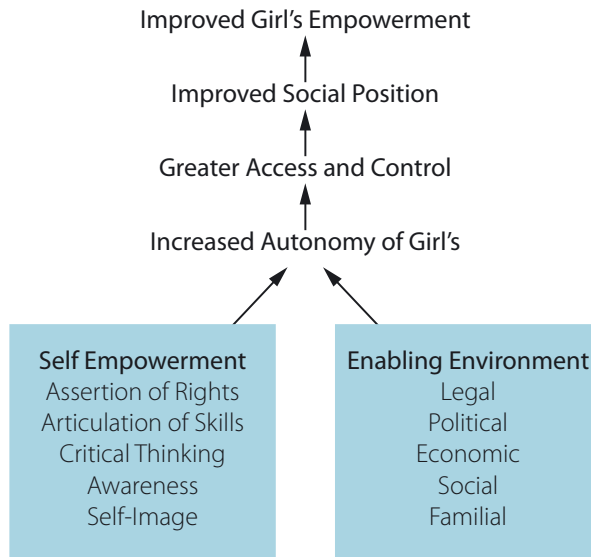 Improved Girl's Empowerment
Improved Social Position
Greater Access and Control
Increased Autonomy of Girl's
Self Empowerment
Assertion of Rights
Articulation of Skills
Critical Thinking
Awareness
Self-Image
Enabling Environment
Legal
Political
Economic
Social
Familial